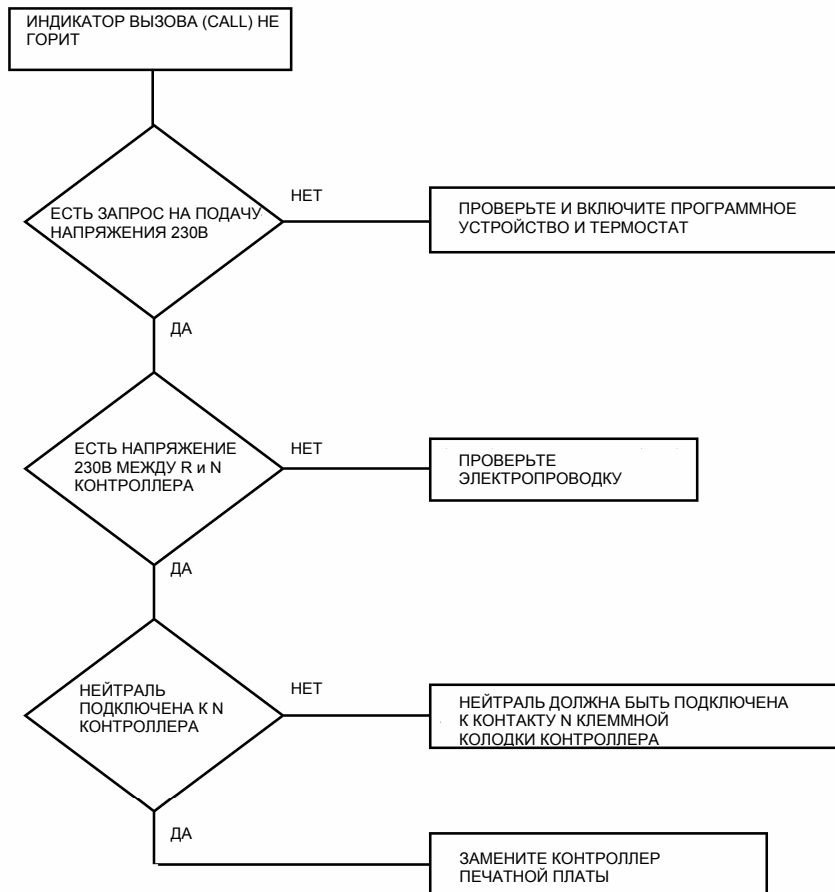 ИНДИКАТОР ВЫЗОВА (CALL) НЕ
ГОРИТ
ЕСТЬ ЗАПРОС НА ПОДАЧУ
НАПРЯЖЕНИЯ 230В
НЕТ
ПРОВЕРЬТЕ И ВКЛЮЧИТЕ ПРОГРАММНОЕ
УСТРОЙСТВО И ТЕРМОСТАТ
ДА
ЕСТЬ НАПРЯЖЕНИЕ
230В МЕЖДУ R и N
КОНТРОЛЛЕРА
НЕТ
ПРОВЕРЬТЕ
ЭЛЕКТРОПРОВОДКУ
ДА
НЕЙТРАЛЬ
ПОДКЛЮЧЕНА К N
КОНТРОЛЛЕРА
НЕТ
НЕЙТРАЛЬ ДОЛЖНА БЫТЬ ПОДКЛЮЧЕНА
К КОНТАКТУ N КЛЕММНОЙ
КОЛОДКИ КОНТРОЛЛЕРА
ДА
ЗАМЕНИТЕ КОНТРОЛЛЕР
ПЕЧАТНОЙ ПЛАТЫ